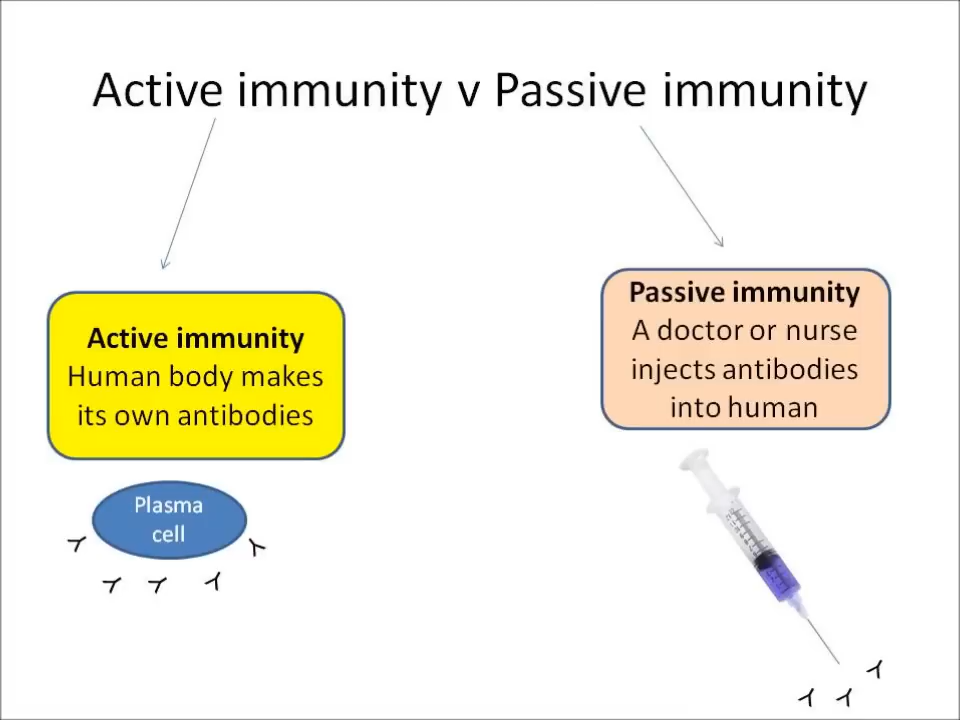 Active immunity v Passive immunity
Active immunity
Human body makes
its own antibodies
Passive immunity
A doctor or nurse
injects antibodies
into human
Plasma
cell